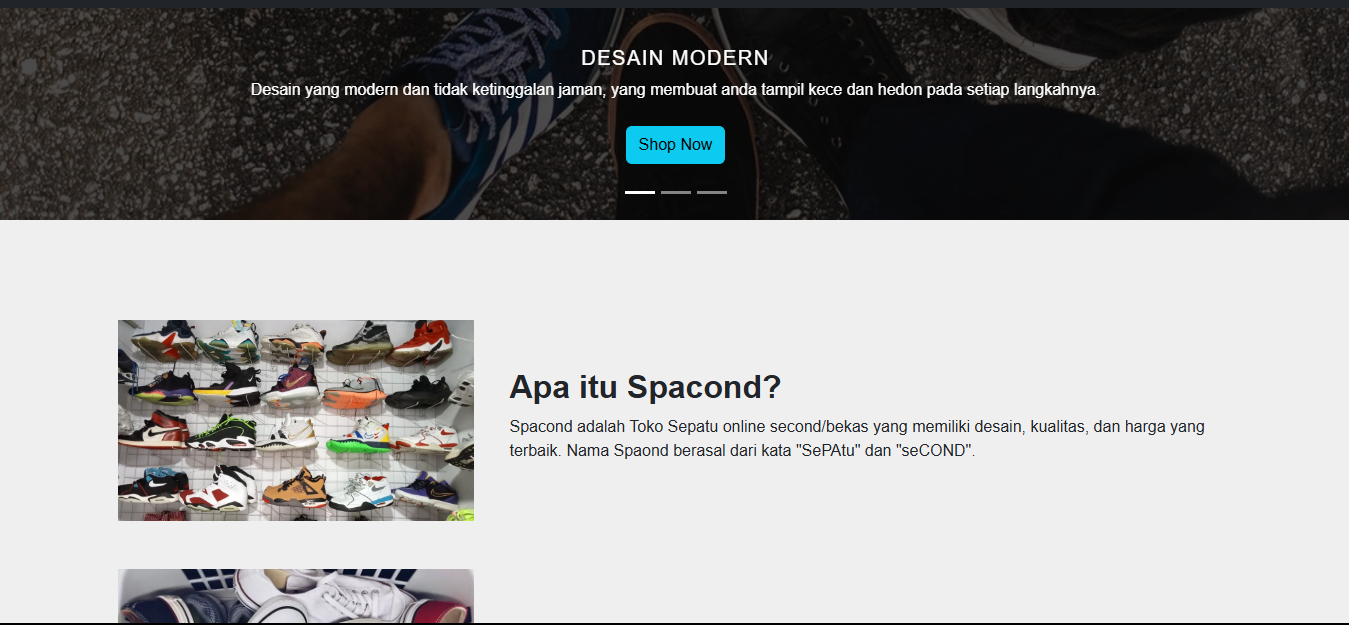 DESAIN MODERN
Desain yang modern dan tidak ketinggalan jaman, yang membuat anda tampil kece dan hedon pada setiap langkahnya.
Shop Now
Apa itu Spacond?
Spacond adalah Toko Sepatu online second/bekas yang memiliki desain, kualitas, dan harga yang
terbaik. Nama Spaond berasal dari kata "SePAtu" dan "seCOND".